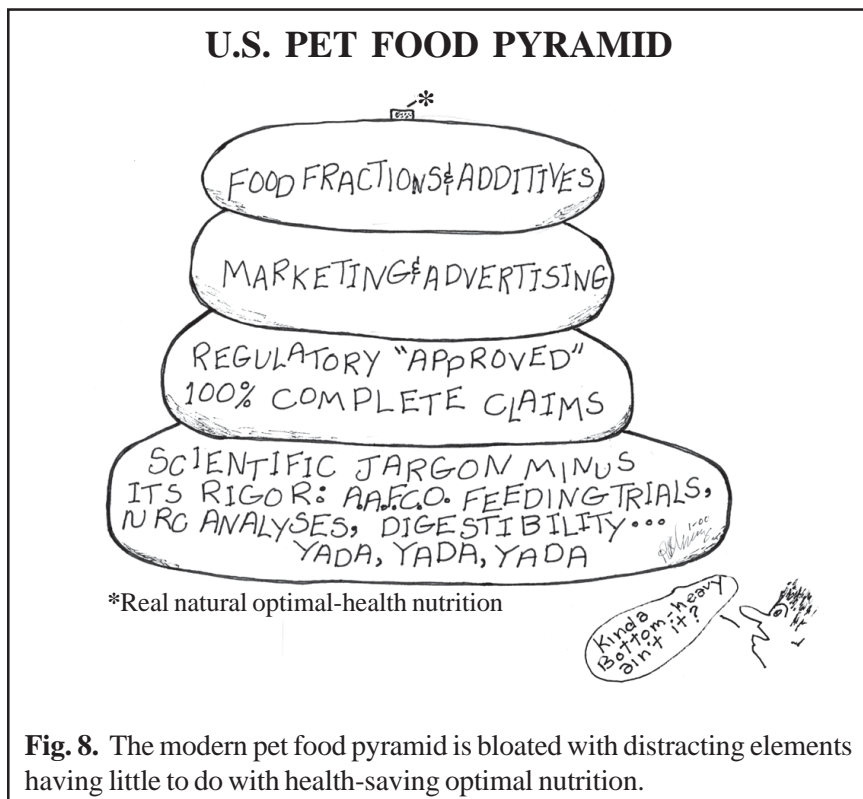 U.S. PET FOOD PYRAMID
*
FOOD FRACTIONS & ADDITIVES
MARKETING & ADVERTISING
REGULATORY "APPROVED"
100% COMPLETE CLAIMS
SCIENTIFIC JARGON MINUS
ITS RIGOR: A.A.F.C.O. FEEDING TRIALS,
NRC ANALYSES, DIGESTIBILITY...
YADA, YADA, YADA
1-00
*Real natural optimal-health nutrition
Kinda
Bottom-heavy
ain't it?
Fig. 8. The modern pet food pyramid is bloated with distracting elements
having little to do with health-saving optimal nutrition.